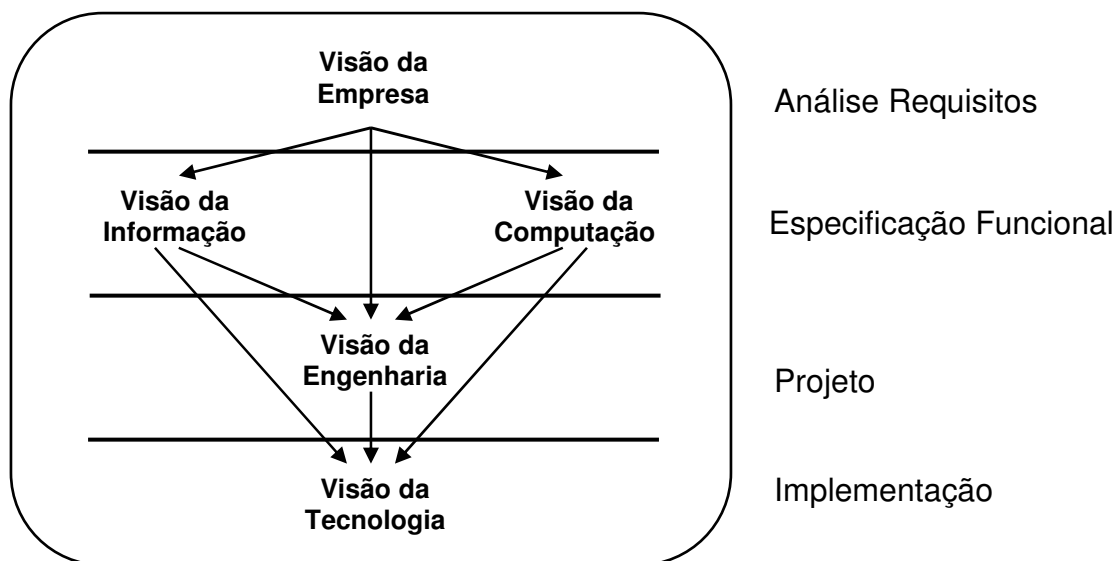 Visão da
Empresa
Análise Requisitos
Visão da
Informação
Visão da
Computação
Especificação Funcional
Visão da
Engenharia
Projeto
Visão da
Tecnologia
Implementação